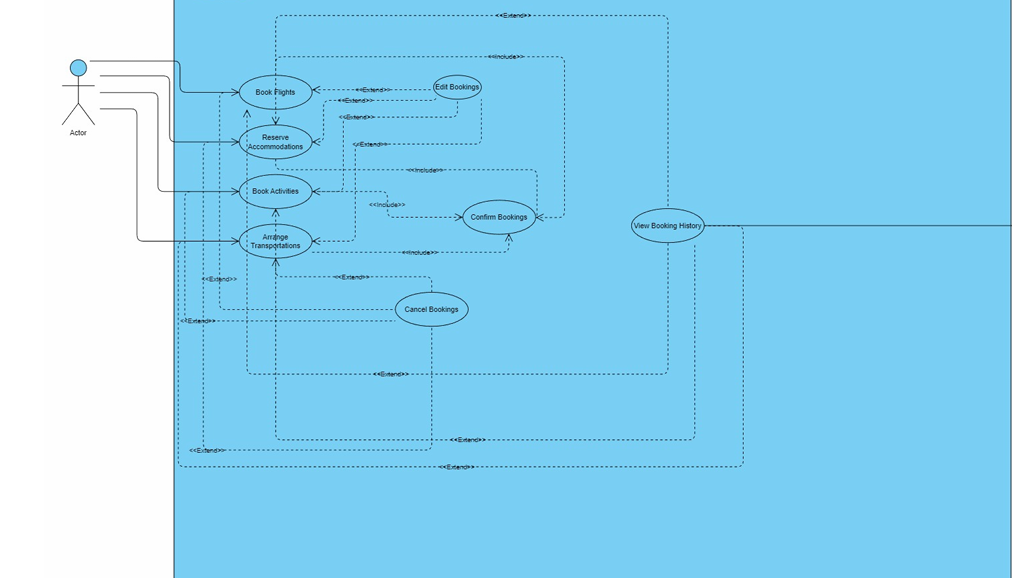 <<Extend>>
<<Include>>
Edit Bookings
Book Flights
<<Extend>>
<<Extend>>
<<Extend>>
Actor
Reserve
Accommodations
<<Extend>>
<<Include>>
Book Activities
<<Include>>
Confirm Bookings
View Booking History
Arrange
Transportations
<<Include>>
<<Extend>>
<<Extend>>
Cancel Bookings
<<Extend>>
<<Extend>>
<<Extend>>
<<Extend>>
<<Extend>>